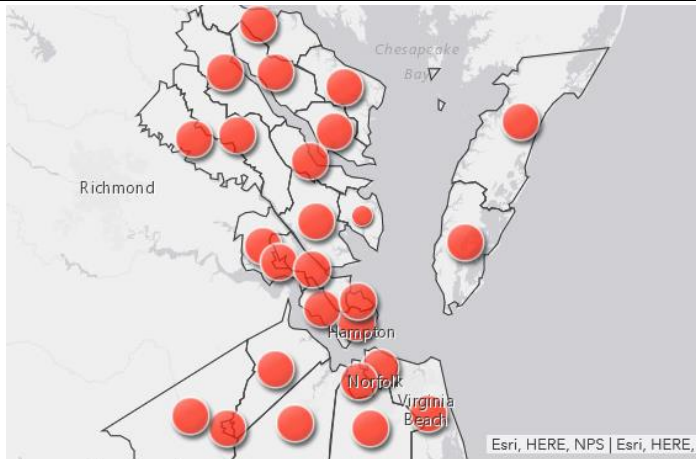 Chesapeake
Bay
Richmond
Hampton
Norfolk
Virginia
Beach
Esri, HERE, NPS | Esri, HERE,